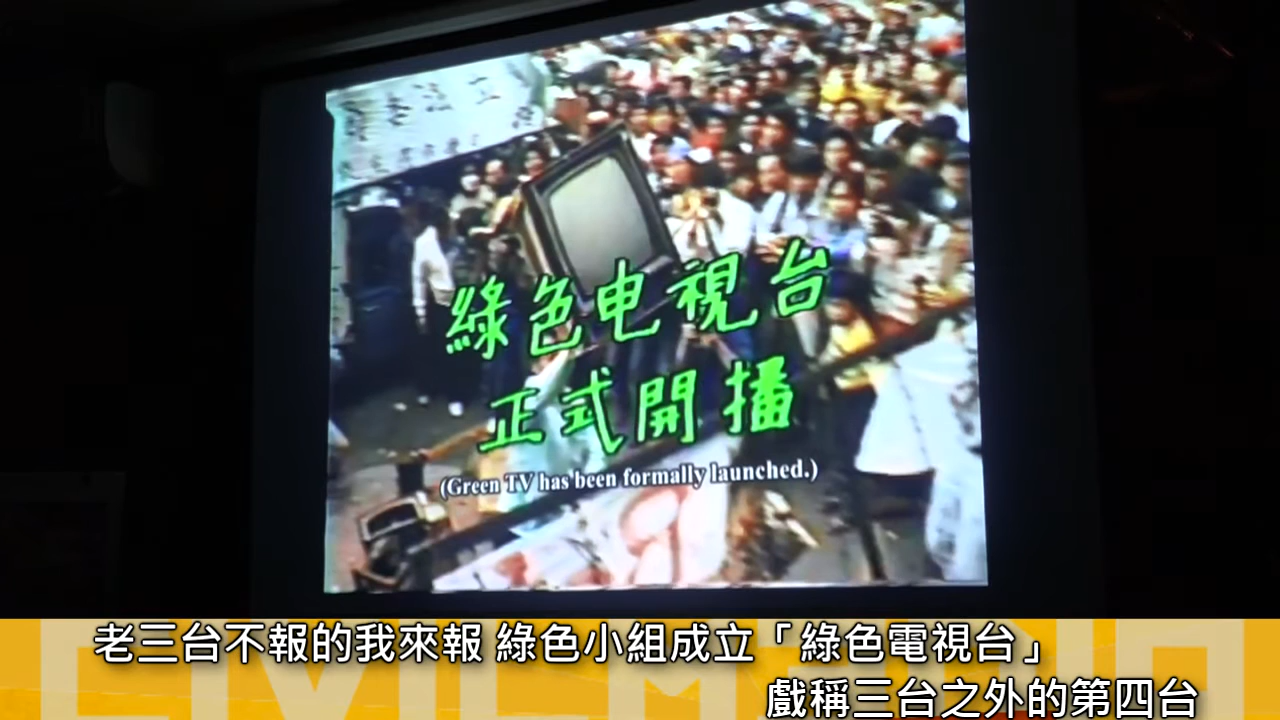 綠色电視台
正式開播
(Green TV has been formally launched.)
老三台不報的我來報 綠色小組成立「綠色電視台」
戲稱三台之外的第四台